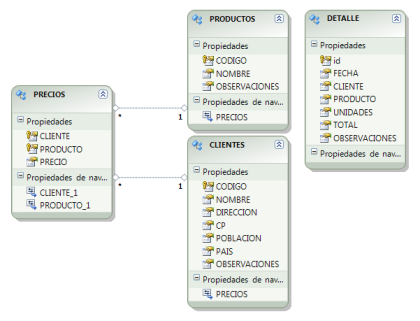 PRECIOS
Propiedades
CLIENTE
PRODUCTO
PRECIO
Propiedades de nav...
CLIENTE_1
PRODUCTO_1
* 1
* 1
PRODUCTOS
Propiedades
CODIGO
NOMBRE
OBSERVACIONES
Propiedades de nav...
PRECIOS
CLIENTES
Propiedades
CODIGO
NOMBRE
DIRECCION
CP
POBLACION
PAIS
OBSERVACIONES
Propiedades de nav...
PRECIOS
DETALLE
Propiedades
id
FECHA
CLIENTE
PRODUCTO
UNIDADES
TOTAL
OBSERVACIONES
Propiedades de nav...